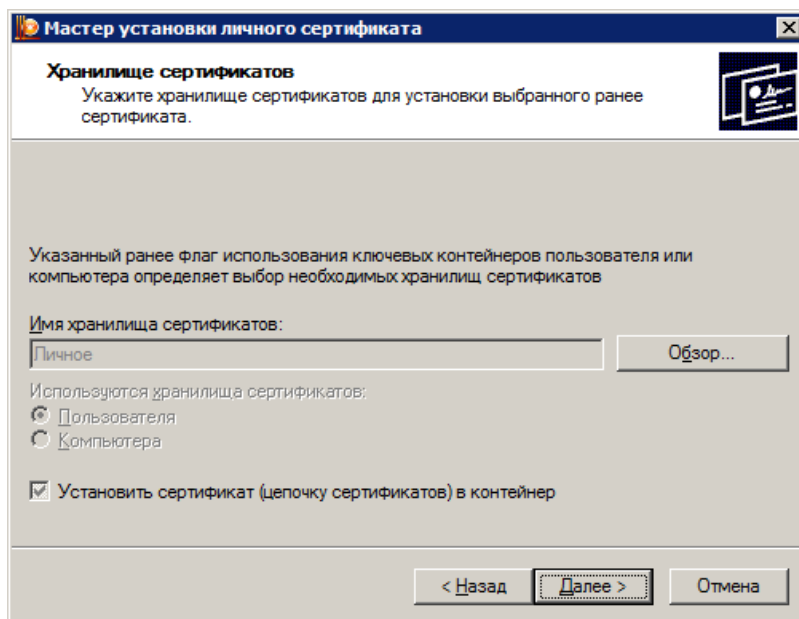 Мастер установки личного сертификата
Хранилище сертификатов
Укажите хранилище сертификатов для установки выбранного ранее
сертификата.
Указанный ранее флаг использования ключевых контейнеров пользователя или
компьютера определяет выбор необходимых хранилищ сертификатов
Имя хранилища сертификатов:
Личное
Обзор...
Используются хранилища сертификатов:
Пользователя
Компьютера
Установить сертификат (цепочку сертификатов) в контейнер
< Назад
Далее >
Отмена